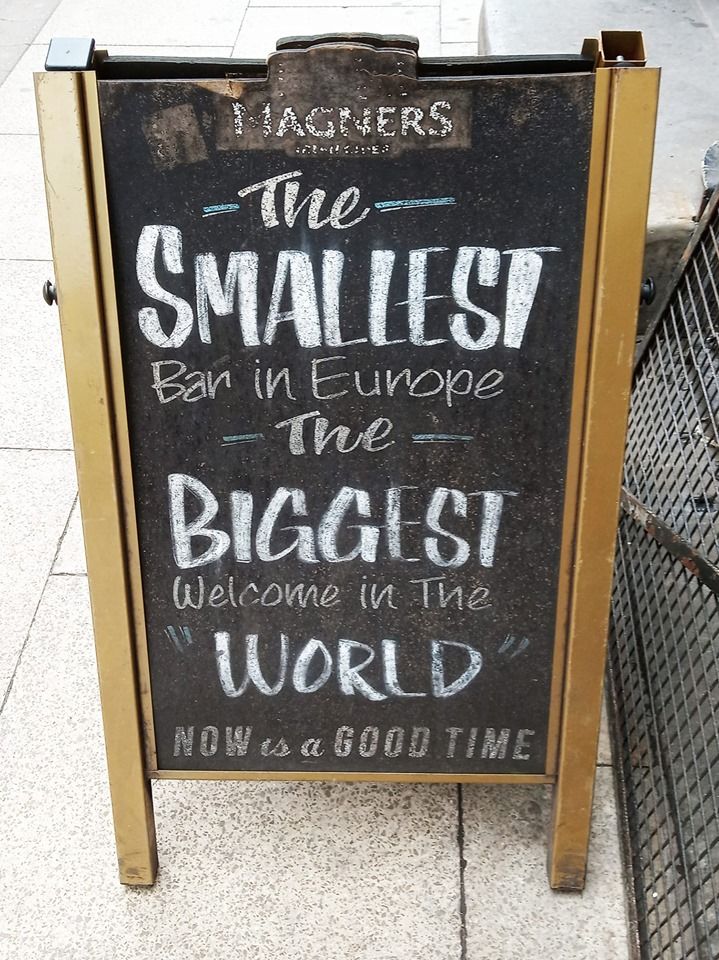 MAGNERS
The
SMALLEST
Bar in Europe
The
BIGGEST
Welcome in The
"WORLD"
NOW is a GOOD TIME